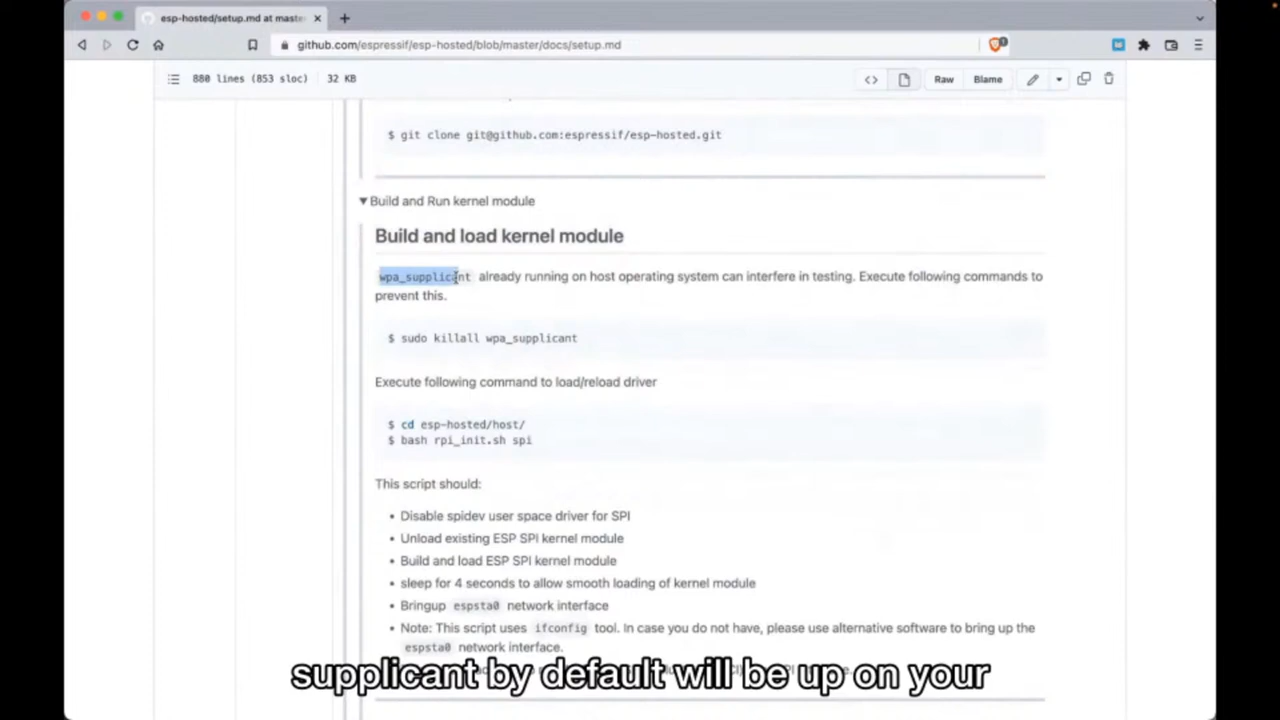 esp-hosted/setup.md at maste
github.com/espressif/esp-hosted/blob/master/docs/setup.md
880 lines (853 sloc) 32 KB
Raw Blame
$ git clone git@github.com:espressif/esp-hosted.git
Build and Run kernel module
Build and load kernel module
wpa_supplicant already running on host operating system can interfere in testing. Execute following commands to
prevent this.
$ sudo killall wpa_supplicant
Execute following command to load/reload driver
$ cd esp-hosted/host/
$ bash rpi_init.sh spi
This script should:
• Disable spidev user space driver for SPI
• Unload existing ESP SPI kernel module
• Build and load ESP SPI kernel module
• sleep for 4 seconds to allow smooth loading of kernel module
• Bringup espsta0 network interface
• Note: This script uses ifconfig tool. In case you do not have, please use alternative software to bring up the
espsta0 network interface.
supplicant by default will be up on your